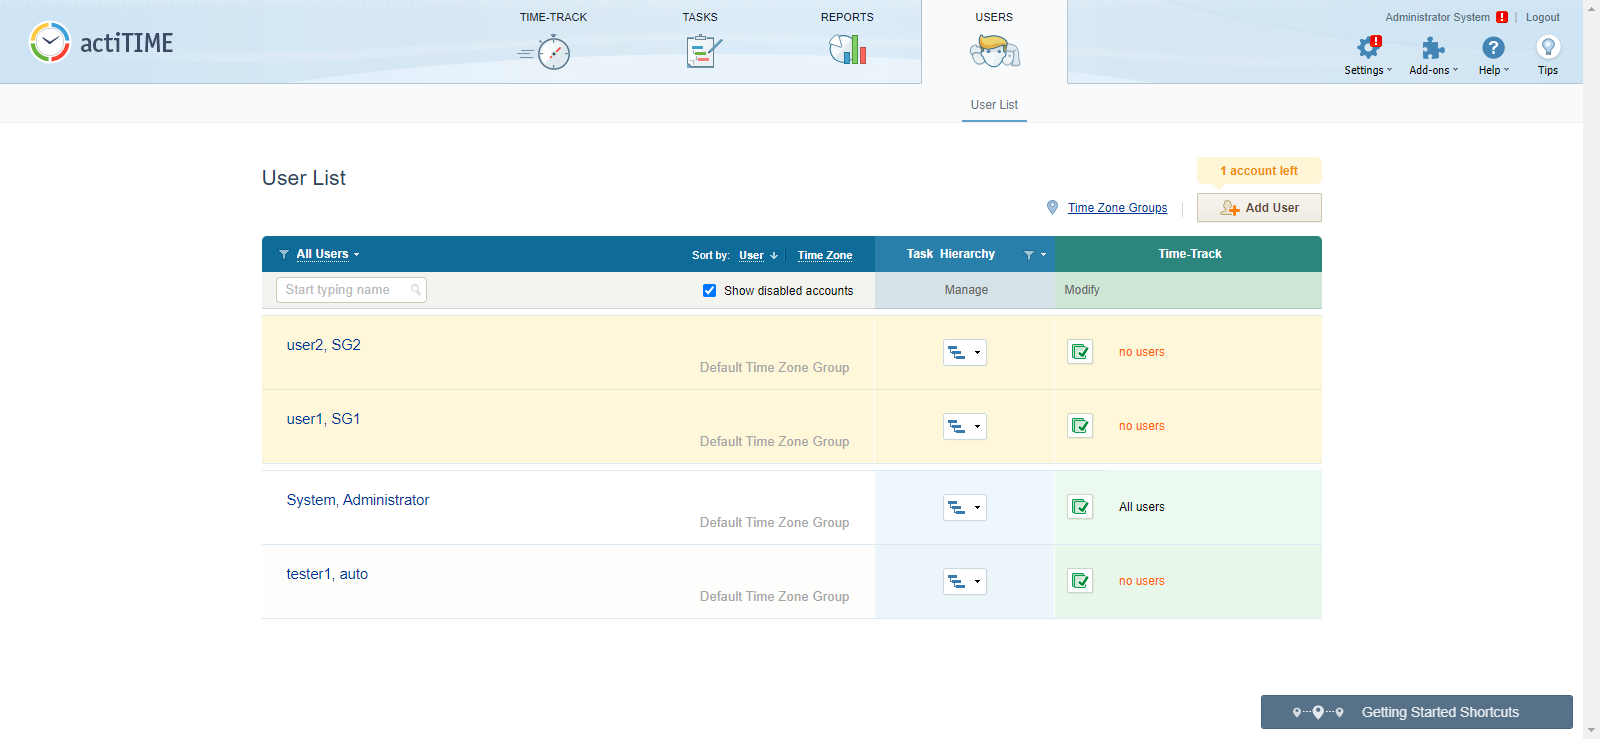 actiTIME
TIME-TRACK
TASKS
REPORTS
USERS
Administrator System ! | Logout
Settings
Add-ons
Help
Tips
User List
User List
1 account left
Time Zone Groups
Add User
All Users
Sort by: User ↓ Time Zone
Task Hierarchy
Time-Track
Start typing name
Show disabled accounts
Manage
Modify
user2, SG2
Default Time Zone Group
no users
user1, SG1
Default Time Zone Group
no users
System, Administrator
Default Time Zone Group
All users
tester1, auto
Default Time Zone Group
no users
Getting Started Shortcuts